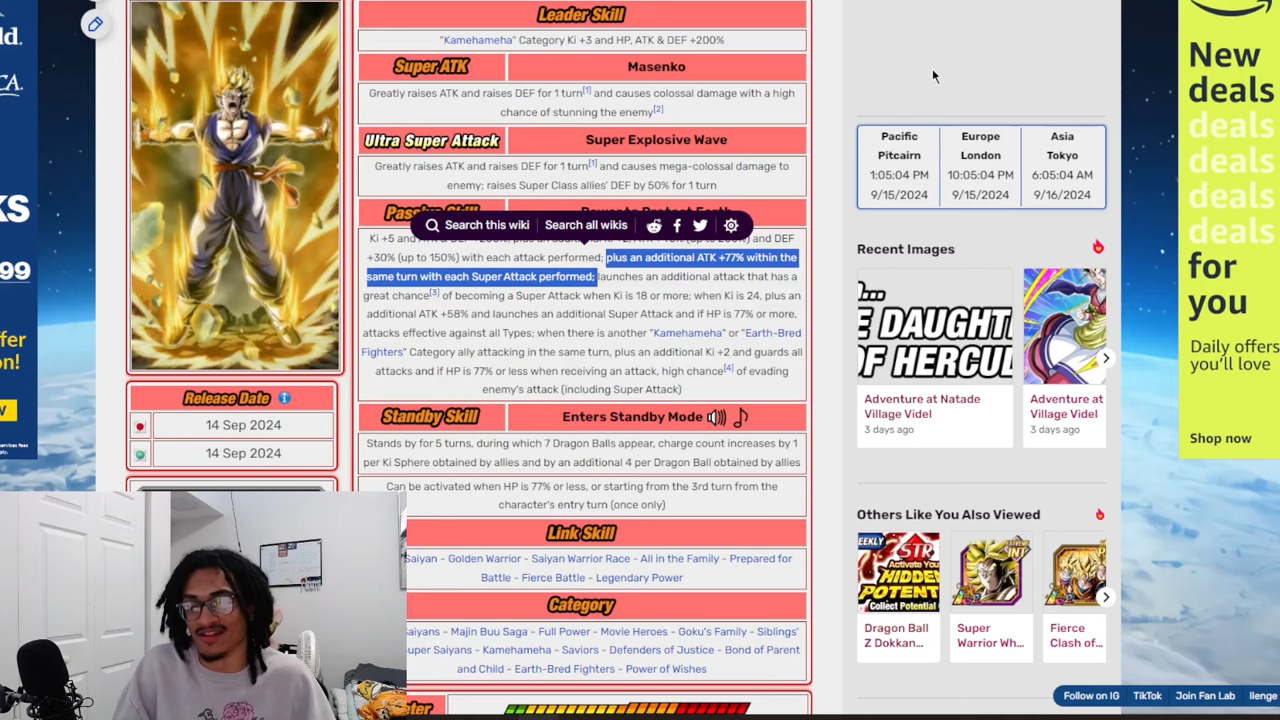 Leader Skill
"Kamehameha" Category Ki +3 and HP, ATK & DEF +200%
Super ATK
Masenko
Greatly raises ATK and raises DEF for 1 turn[1] and causes colossal damage with a high
chance of stunning the enemy[2]
Ultra Super Attack
Super Explosive Wave
Greatly raises ATK and raises DEF for 1 turn[1] and causes mega-colossal damage to
enemy; raises Super Class allies' DEF by 50% for 1 turn
Search this wiki
Search all wikis
and DEF
+30% (up to 150%) with each attack performed; plus an additional ATK +77% within the
same turn with each Super Attack performed; launches an additional attack that has a
great chance[3] of becoming a Super Attack when Ki is 18 or more; when Ki is 24, plus an
additional ATK +58% and launches an additional Super Attack and if HP is 77% or more,
attacks effective against all Types; when there is another "Kamehameha" or "Earth-Bred
Fighters" Category ally attacking in the same turn, plus an additional Ki +2 and guards all
attacks and if HP is 77% or less when receiving an attack, high chance[4] of evading
enemy's attack (including Super Attack)
Standby Skill
Enters Standby Mode
Stands by for 5 turns, during which 7 Dragon Balls appear, charge count increases by 1
per Ki Sphere obtained by allies and by an additional 4 per Dragon Ball obtained by allies
Can be activated when HP is 77% or less, or starting from the 3rd turn from the
character's entry turn (once only)
Link Skill
Saiyan - Golden Warrior - Saiyan Warrior Race - All in the Family - Prepared for
Battle - Fierce Battle - Legendary Power
Category
Saiyans - Majin Buu Saga - Full Power - Movie Heroes - Goku's Family - Siblings'
Super Saiyans - Kamehameha - Saviors - Defenders of Justice - Bond of Parent
and Child - Earth-Bred Fighters - Power of Wishes
Release Date
14 Sep 2024
14 Sep 2024
Pacific
Pitcairn
1:05:04 PM
9/15/2024
Europe
London
10:05:04 PM
9/15/2024
Asia
Tokyo
6:05:04 AM
9/16/2024
Recent Images
E DAUGHT
OF HERCUL
Adventure at Natade
Village Videl
3 days ago
Adventure at
Village Videl
3 days ago
Others Like You Also Viewed
WEEKLY
STR
Activate You
HIDDE
POTENT
Collect Potential
EXTREME
INT
Dragon Ball
Z Dokkan...
Super
Warrior Wh...
Fierce
Clash of...
Follow on IG
TikTok
Join Fan Lab
New
deals
deals
deals
deals
deals
for
you
Daily offers
you'll love
Shop now